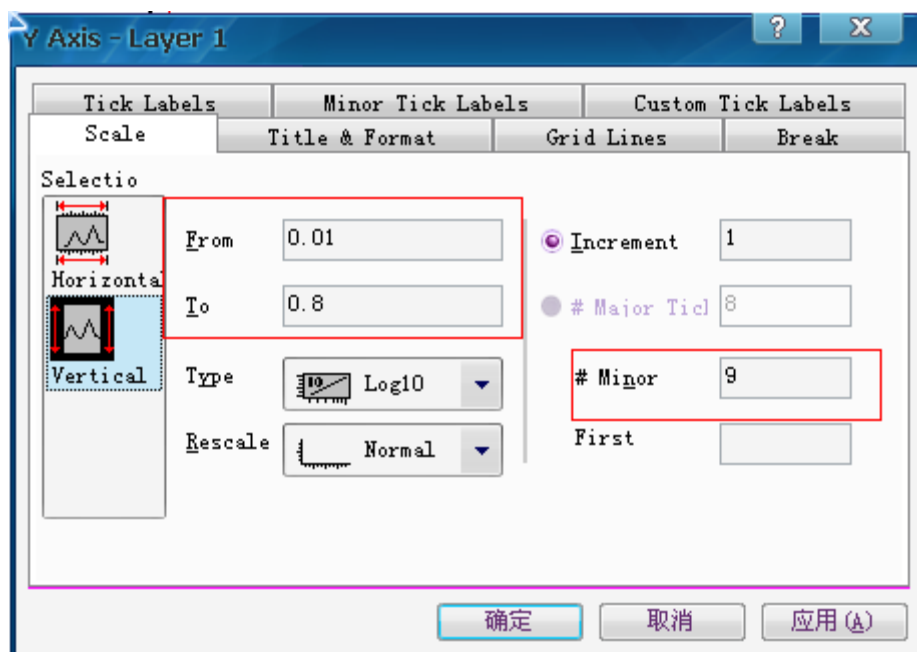 Y Axis - Layer 1
? X
Tick Labels Minor Tick Labels Custom Tick Labels
Scale Title & Format Grid Lines Break
Selectio
From 0.01 Increment 1
Horizonta
To 0.8 # Major Ticl 8
Vertical Type Log10 # Minor 9
Rescale Normal First
确定 取消 应用(A)